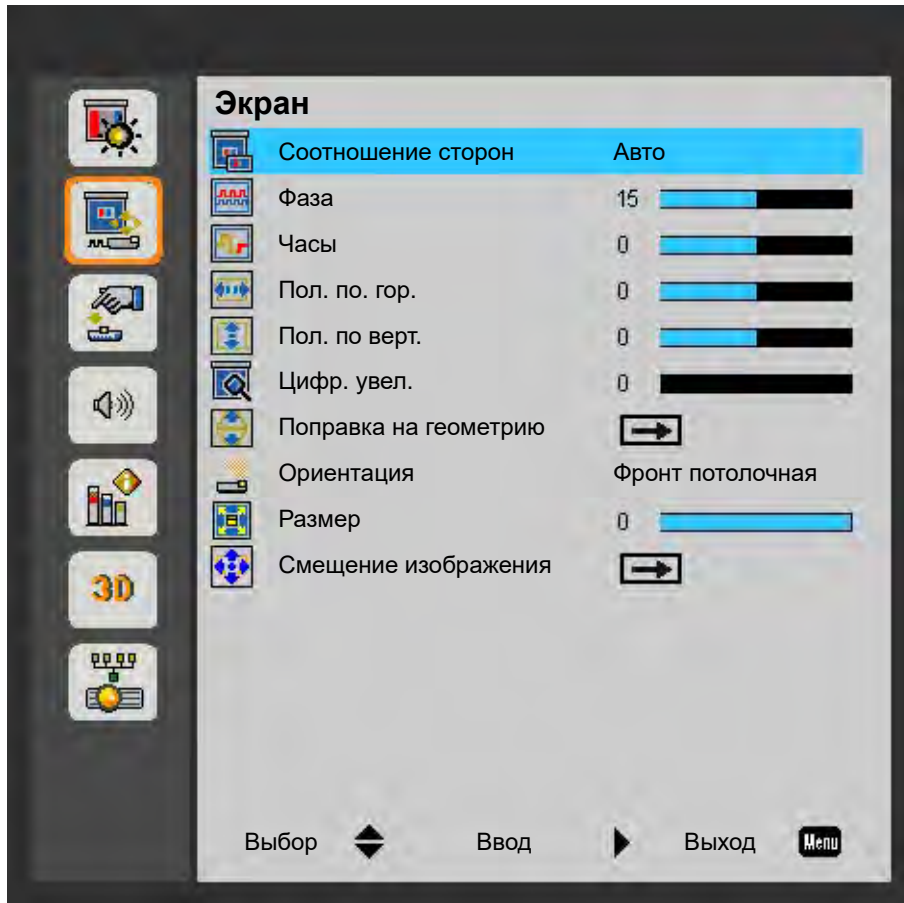 Экран
Соотношение сторон Авто
Фаза 15
Часы 0
Пол. по. гор. 0
Пол. по верт. 0
Цифр. увел. 0
Поправка на геометрию
Ориентация Фронт потолочная
Размер 0
Смещение изображения
3D
Выбор Ввод Выход Menu